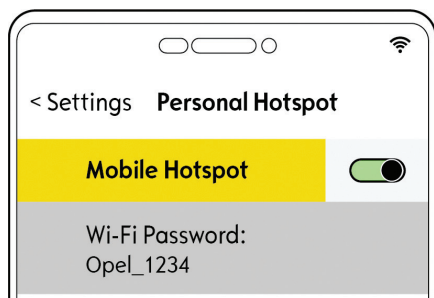 < Settings Personal Hotspot
Mobile Hotspot
Wi-Fi Password:
Opel_1234